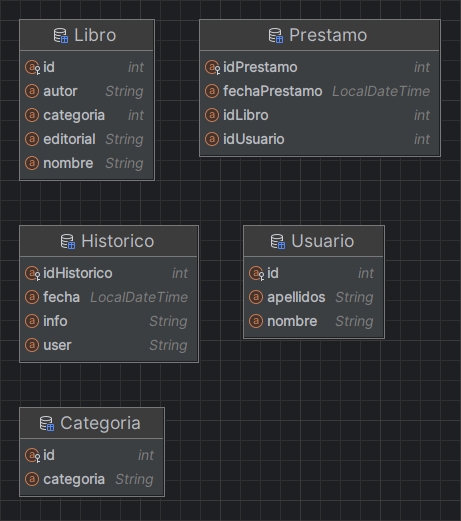 Libro
id int
autor String
categoria int
editorial String
nombre String
Prestamo
idPrestamo int
fechaPrestamo LocalDateTime
idLibro int
idUsuario int
Historico
idHistorico int
fecha LocalDateTime
info String
user String
Usuario
id int
apellidos String
nombre String
Categoria
id int
categoria String